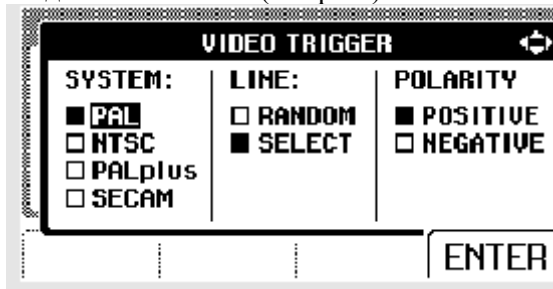 VIDEO TRIGGER
SYSTEM:
PAL
NTSC
PALplus
SECAM
LINE:
RANDOM
SELECT
POLARITY
POSITIVE
NEGATIVE
ENTER